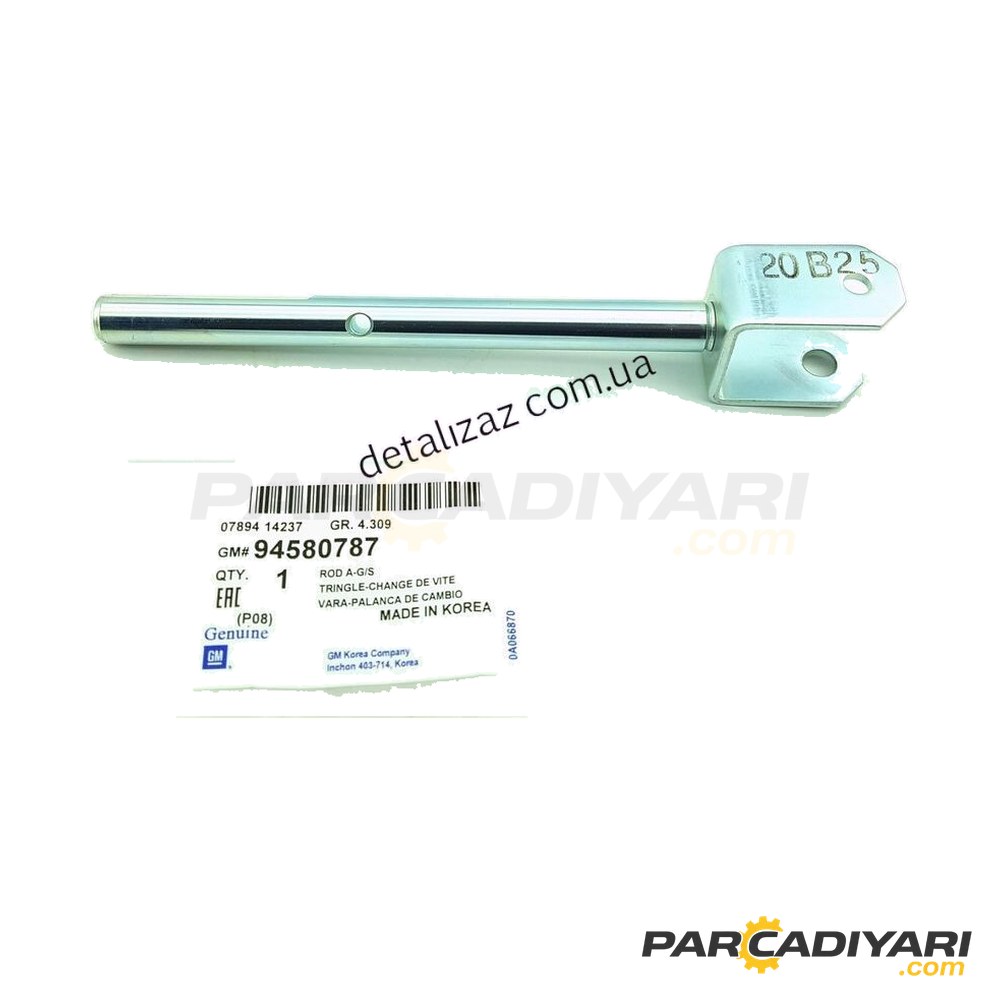 20 B25
detalizaz.com.ua
PARCADIYARI
.com
07894 14237 GR. 4.309
GM# 94580787
QTY. 1 ROD A-G/S
TRINGLE-CHANGE DE VITE
VARA-PALANCA DE CAMBIO
EAC
(P08) MADE IN KOREA
Genuine
GM
GM Korea Company
Inchon 403-714, Korea
0A066870
PARCADIYARI
.com